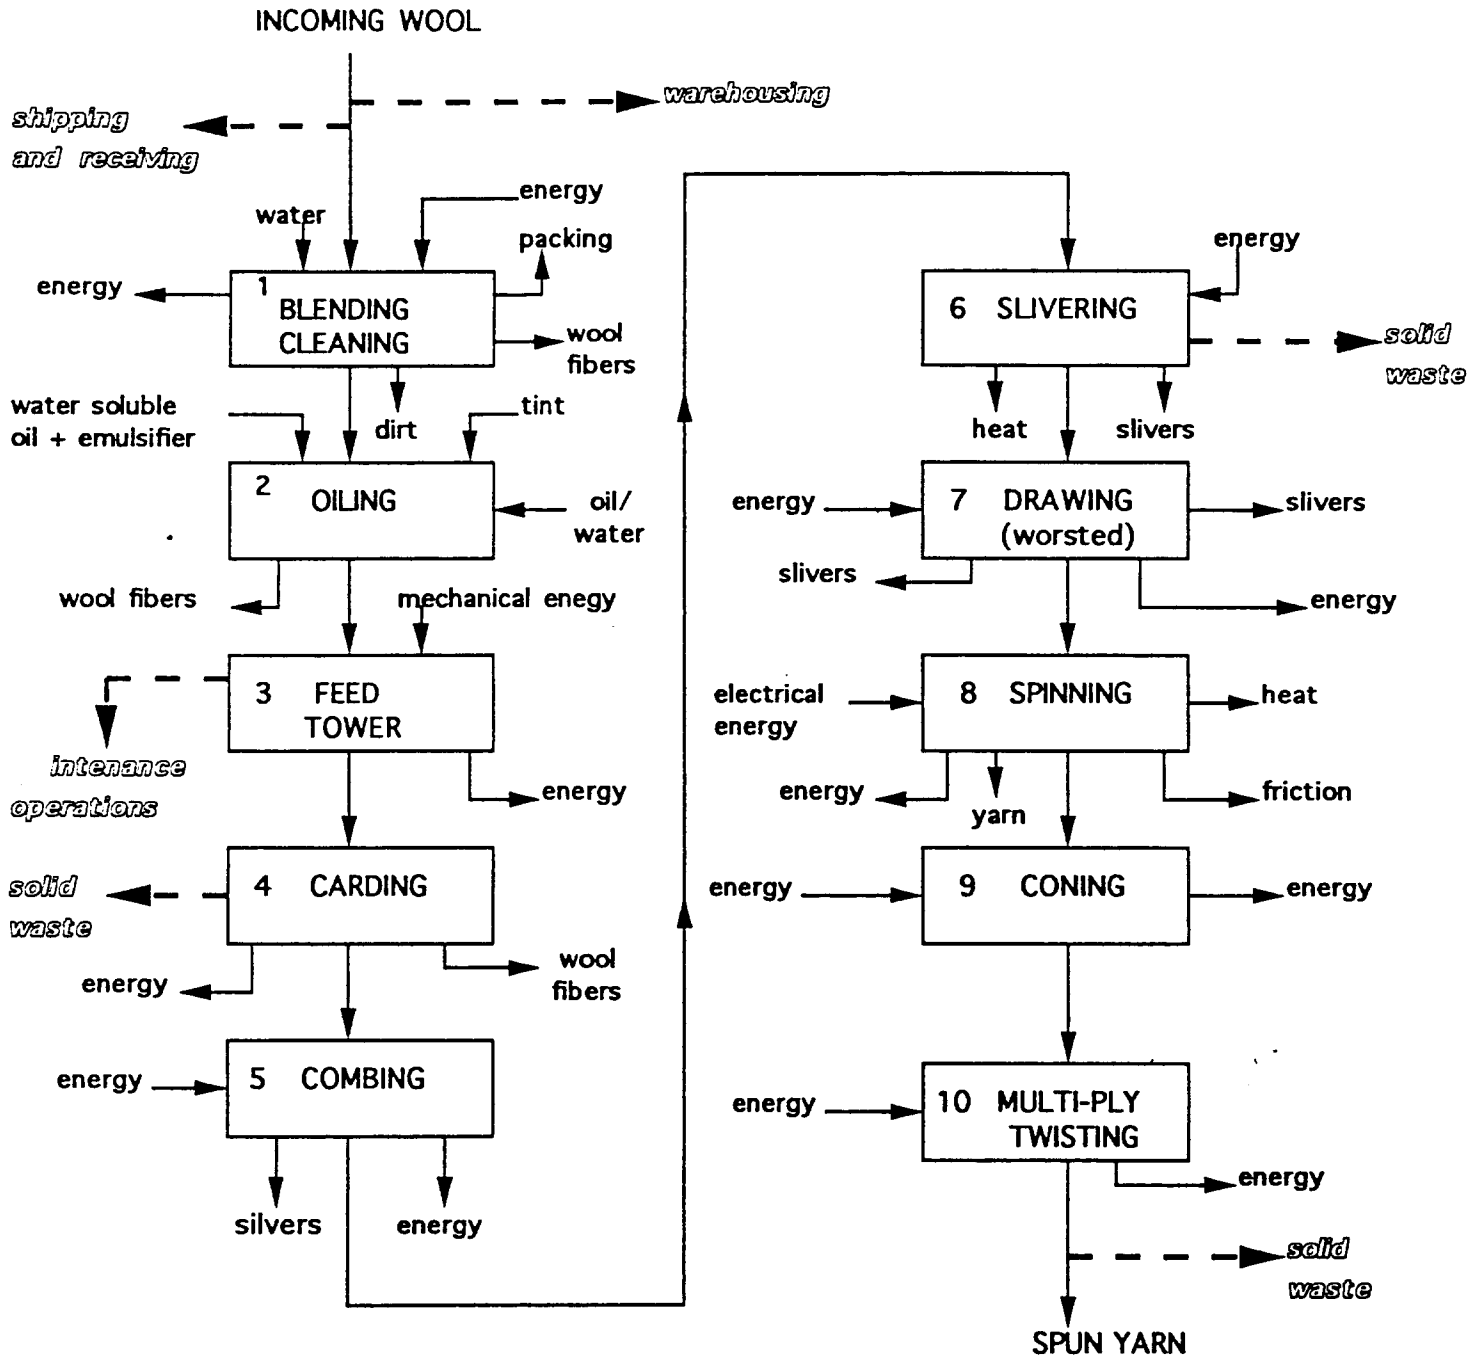 INCOMING WOOL
warehousing
shipping
and receiving
energy
water
packing
energy
1
BLENDING
CLEANING
wool
fibers
dirt
water soluble
oil + emulsifier
tint
2
OILING
oil/
water
wool fibers
mechanical enegy
3 FEED
TOWER
intenance
operations
energy
4 CARDING
solid
waste
energy
wool
fibers
energy
5 COMBING
silvers
energy
energy
6 SLIVERING
solid
waste
heat
slivers
energy
7 DRAWING
(worsted)
slivers
slivers
energy
electrical
energy
8 SPINNING
heat
energy
yarn
friction
energy
9 CONING
energy
energy
10 MULTI-PLY
TWISTING
energy
solid
waste
SPUN YARN